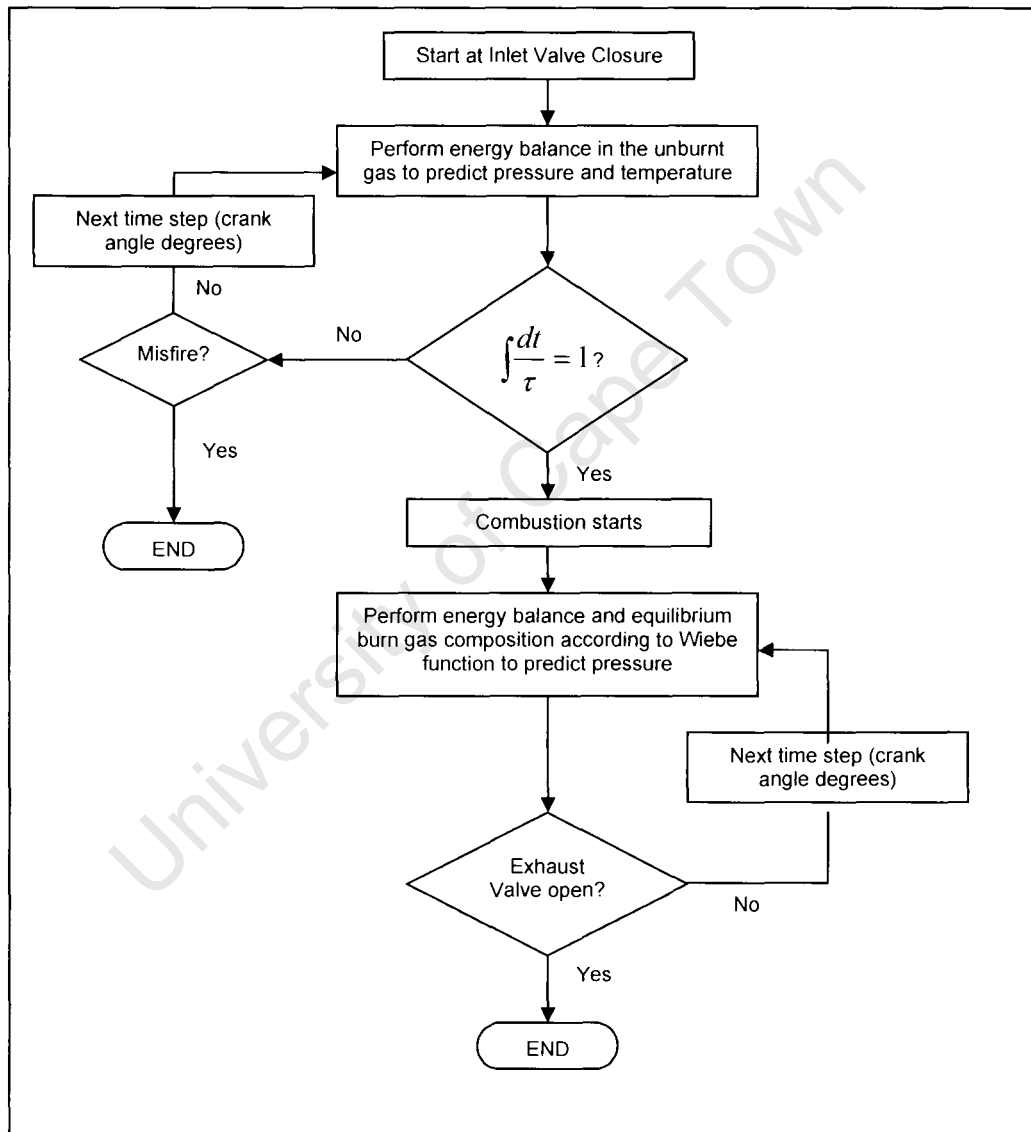 Start at Inlet Valve Closure
Perform energy balance in the unburnt
gas to predict pressure and temperature
Next time step (crank
angle degrees)
No
Misfire?
No
∫dt/τ = 1?
Yes
END
Yes
Combustion starts
Perform energy balance and equilibrium
burn gas composition according to Wiebe
function to predict pressure
Next time step (crank
angle degrees)
Exhaust
Valve open?
No
Yes
END
University of Cape Town